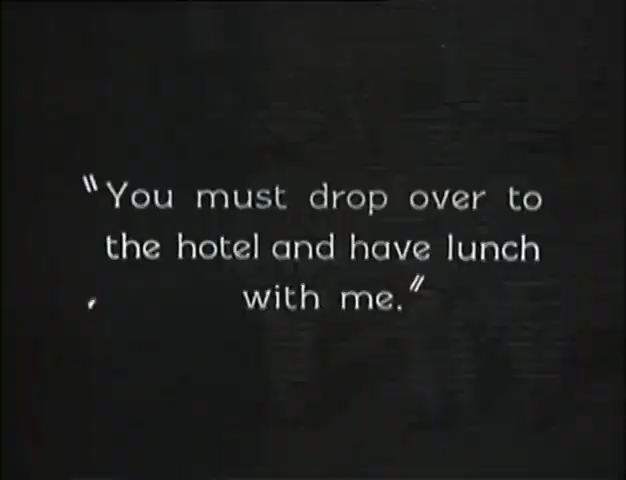 "You must drop over to
the hotel and have lunch
with me."